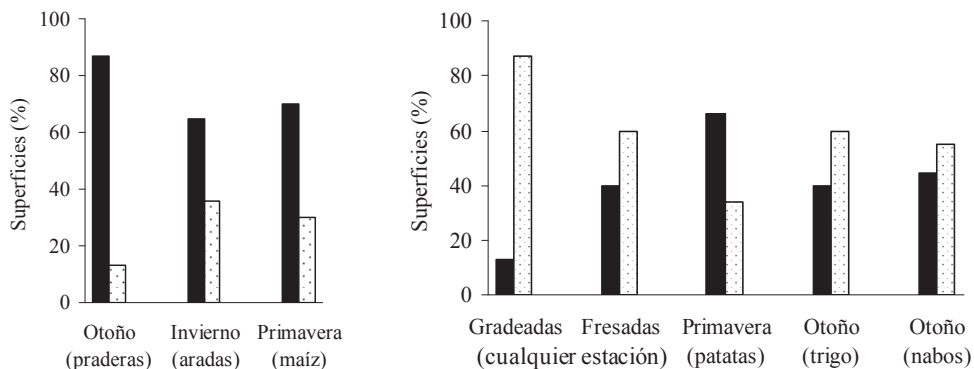 100
80
60
40
20
0
Superficies (%)
Otoño Invierno Primavera
(praderas) (aradas) (maíz)
100
80
60
40
20
0
Superficies (%)
Gradeadas Fresadas Primavera Otoño Otoño
(cualquier estación) (patatas) (trigo) (nabos)